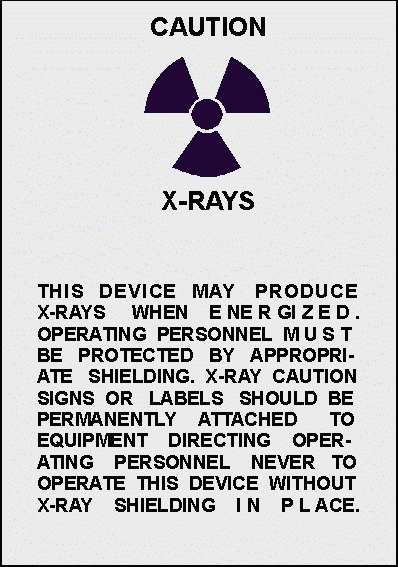 CAUTION
X-RAYS
THIS DEVICE MAY PRODUCE
X-RAYS WHEN ENERGIZED.
OPERATING PERSONNEL MUST
BE PROTECTED BY APPROPRI-
ATE SHIELDING. X-RAY CAUTION
SIGNS OR LABELS SHOULD BE
PERMANENTLY ATTACHED TO
EQUIPMENT DIRECTING OPER-
ATING PERSONNEL NEVER TO
OPERATE THIS DEVICE WITHOUT
X-RAY SHIELDING IN PLACE.